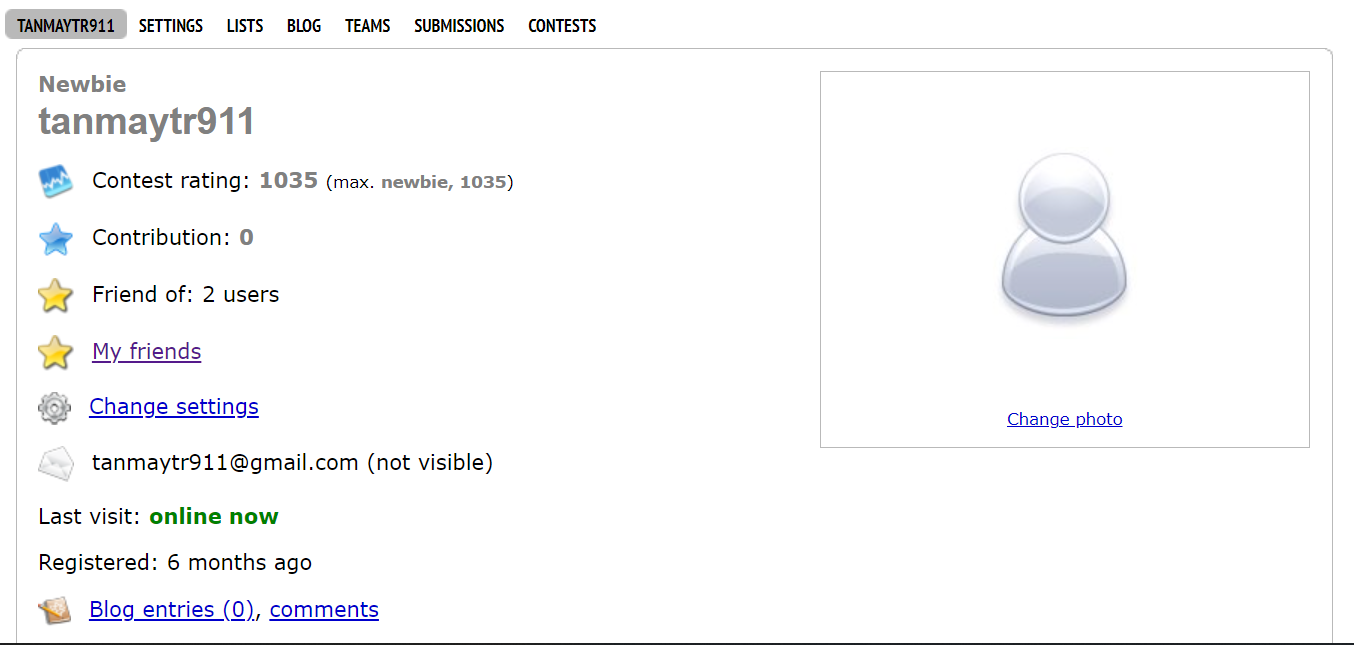 TANMAYTR911 SETTINGS LISTS BLOG TEAMS SUBMISSIONS CONTESTS
Newbie
tanmaytr911
Contest rating: 1035 (max. newbie, 1035)
Contribution: 0
Friend of: 2 users
My friends
Change settings
tanmaytr911@gmail.com (not visible)
Last visit: online now
Registered: 6 months ago
Blog entries (0), comments
Change photo